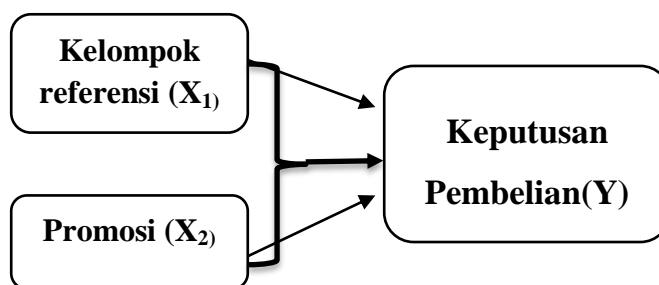 Kelompok
referensi (X₁₎
Promosi (X₂₎
Keputusan
Pembelian(Y)